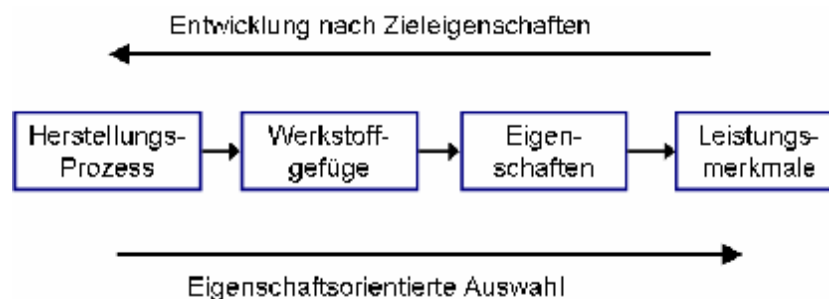 Entwicklung nach Zieleigenschaften
Herstellungs-
Prozess
Werkstoff-
gefüge
Eigen-
schaften
Leistungs-
merkmale
Eigenschaftsorientierte Auswahl